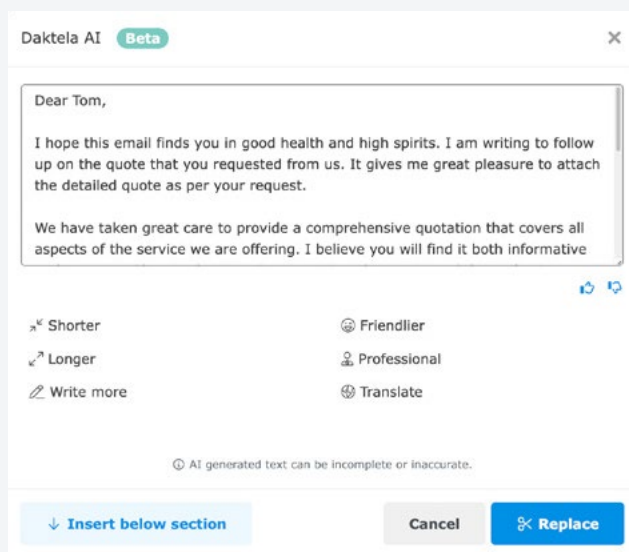 Daktela AI Beta
Dear Tom,
I hope this email finds you in good health and high spirits. I am writing to follow
up on the quote that you requested from us. It gives me great pleasure to attach
the detailed quote as per your request.
We have taken great care to provide a comprehensive quotation that covers all
aspects of the service we are offering. I believe you will find it both informative
Shorter
Friendlier
Longer
Professional
Write more
Translate
AI generated text can be incomplete or inaccurate.
Insert below section
Cancel
Replace